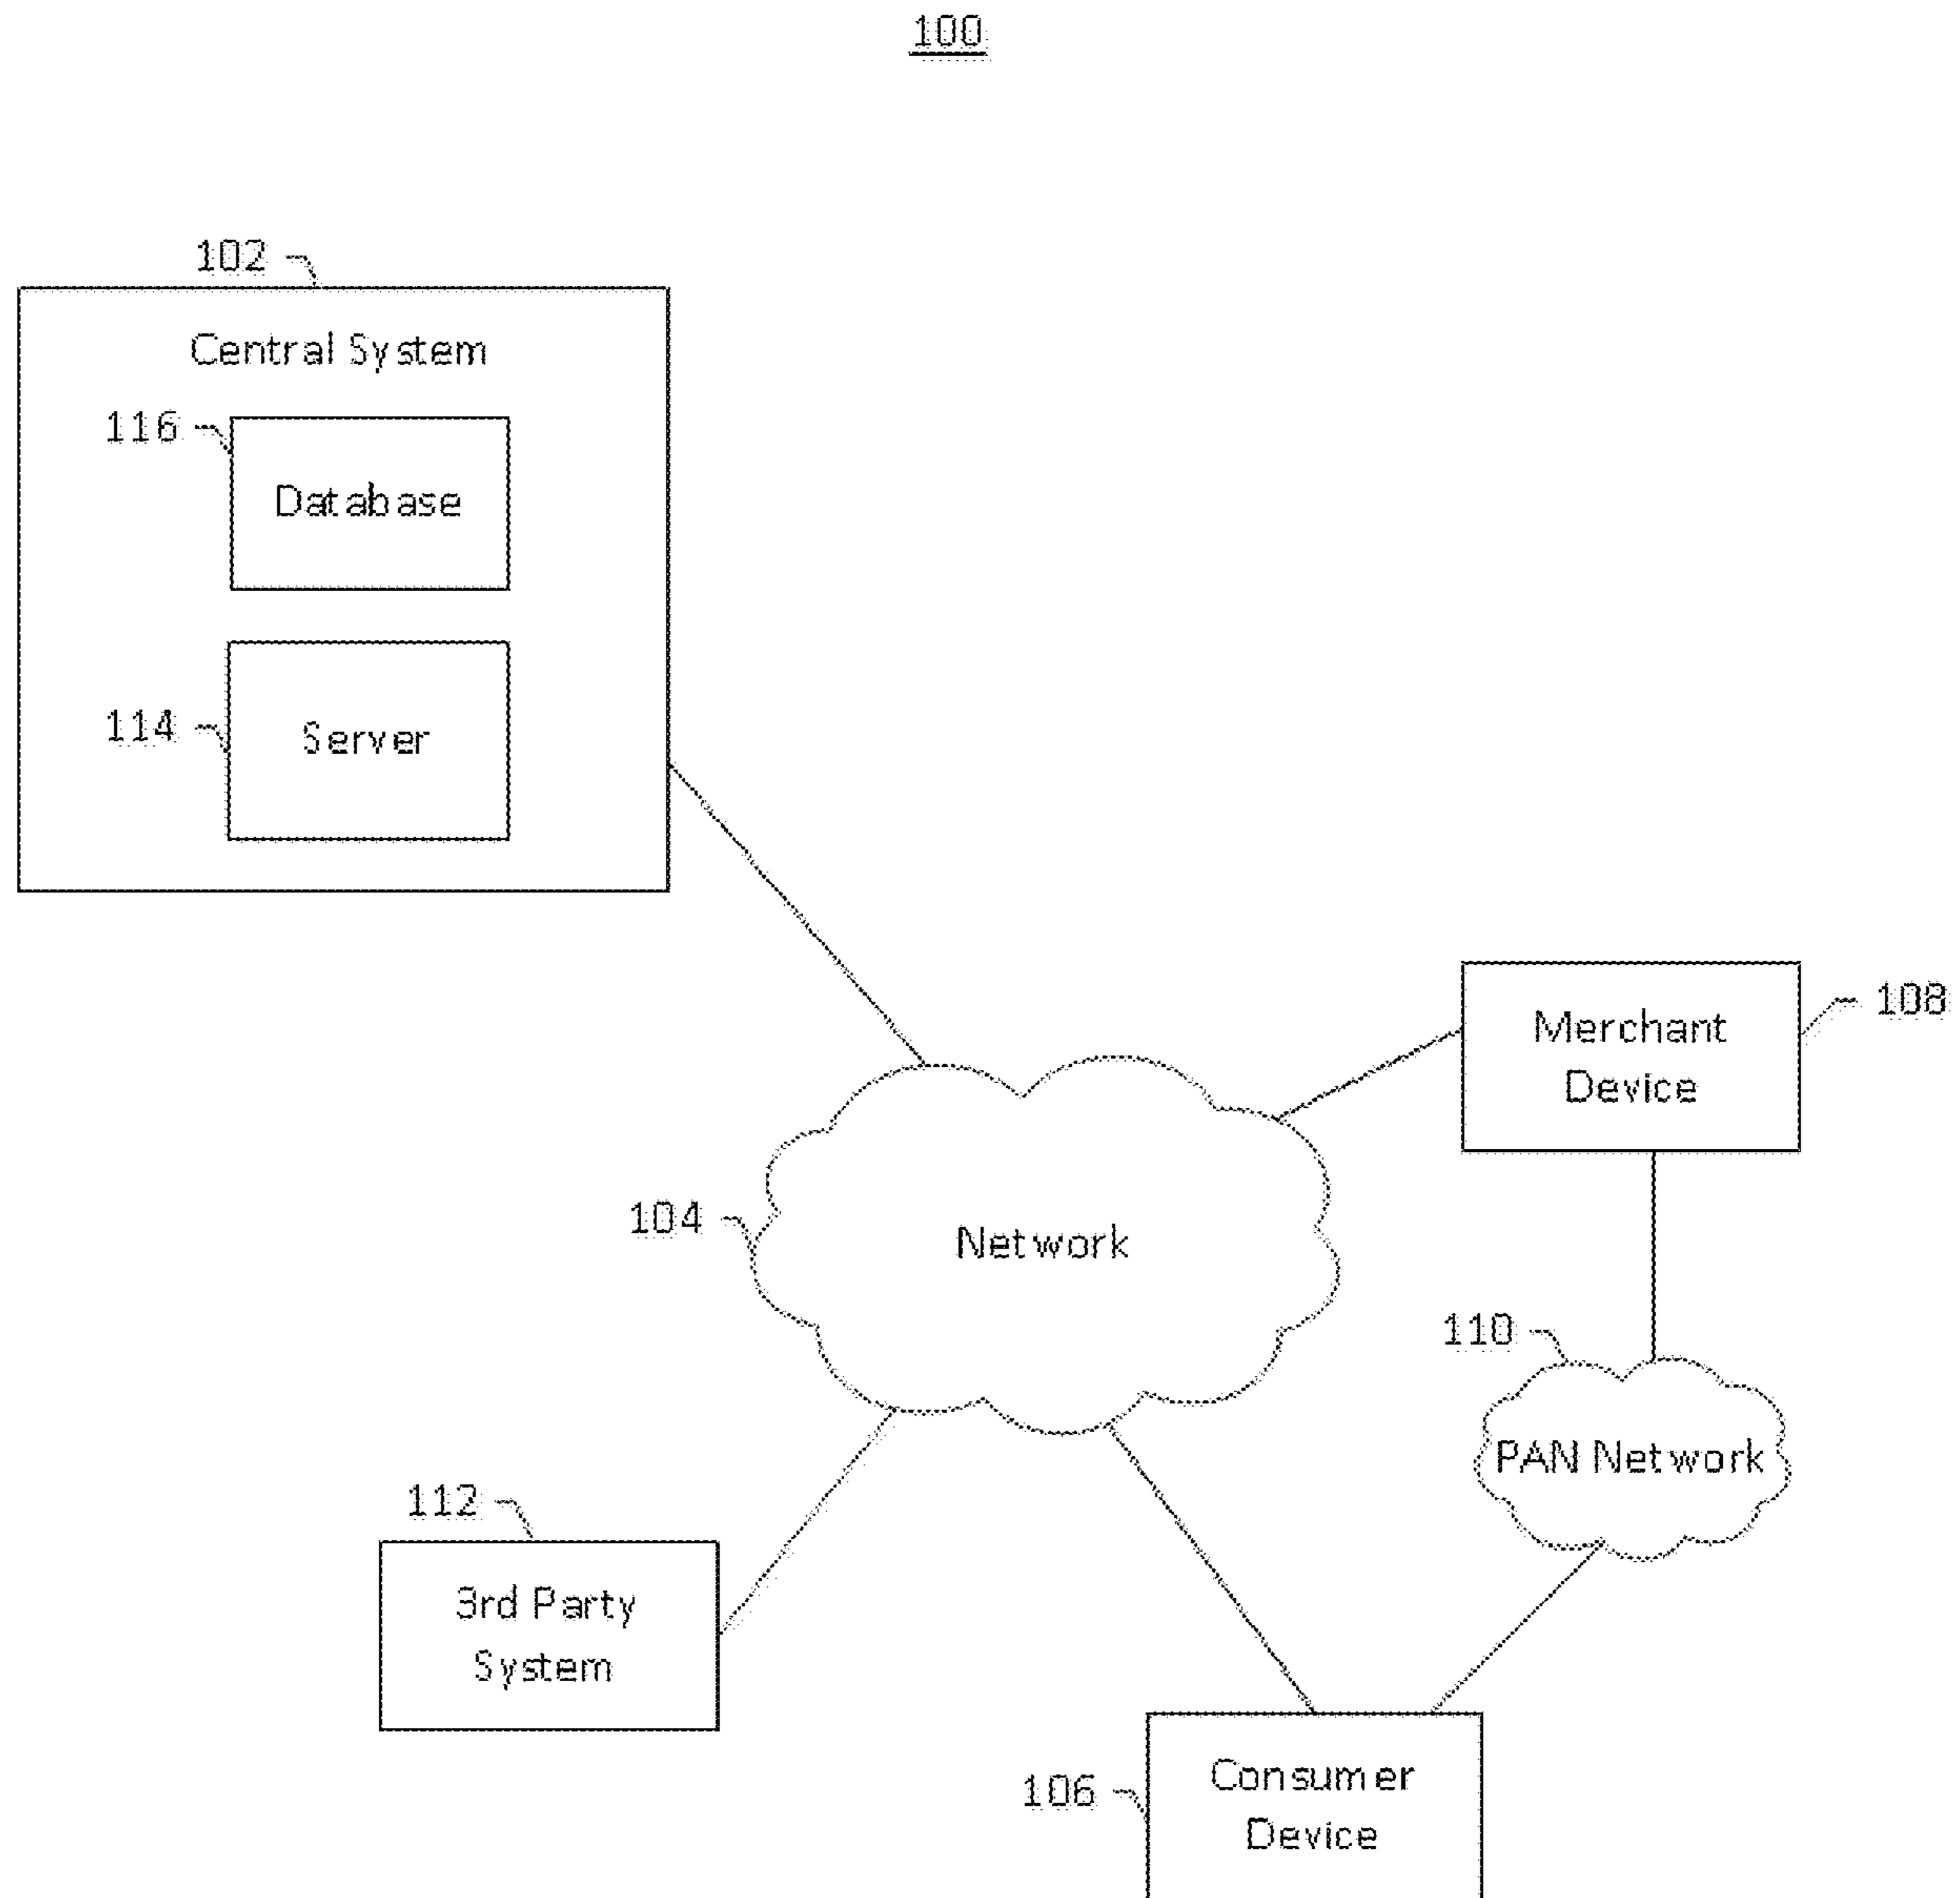 100
102
Central System
116
Database
114
Server
108
Merchant
Device
104
Network
110
PAN Network
112
3rd Party
System
106
Consumer
Device